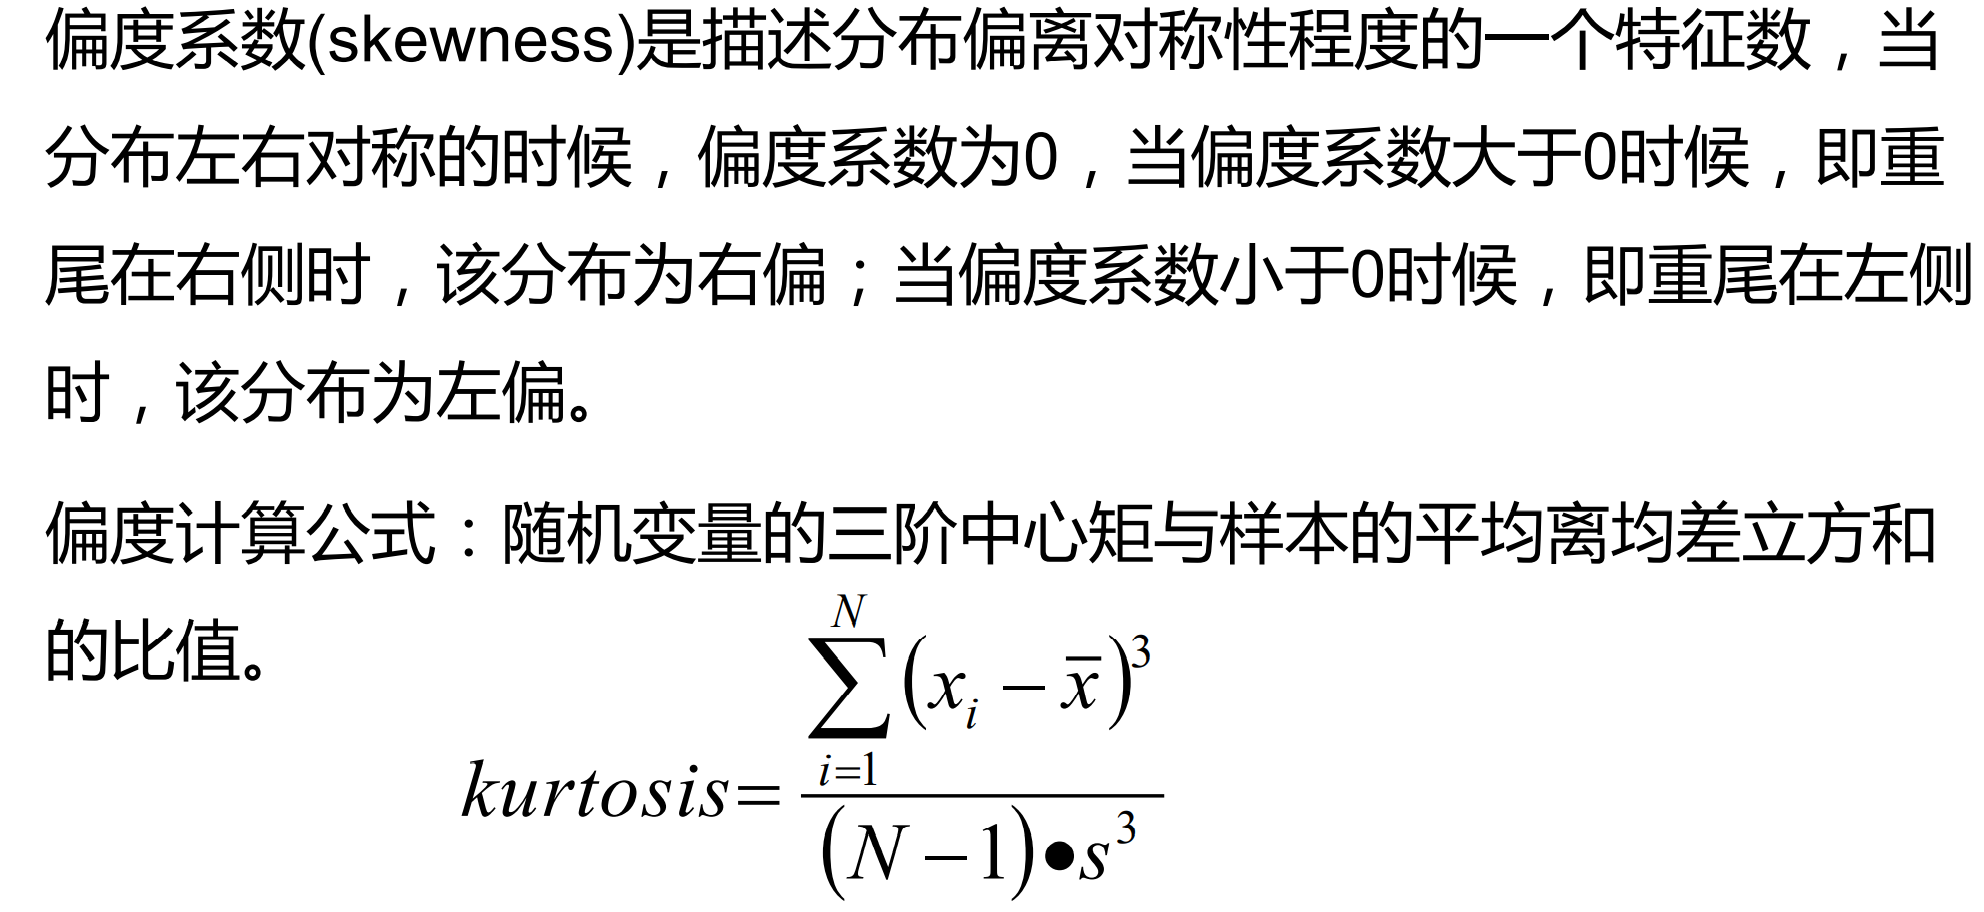 偏度系数(skewness)是描述分布偏离对称性程度的一个特征数，当
分布左右对称的时候，偏度系数为0，当偏度系数大于0时候，即重
尾在右侧时，该分布为右偏；当偏度系数小于0时候，即重尾在左侧
时，该分布为左偏。
偏度计算公式：随机变量的三阶中心矩与样本的平均离均差立方和
的比值。
kurtosis = \frac{\sum_{i=1}^{N} (x_i - \overline{x})^3}{(N-1) • s^3}